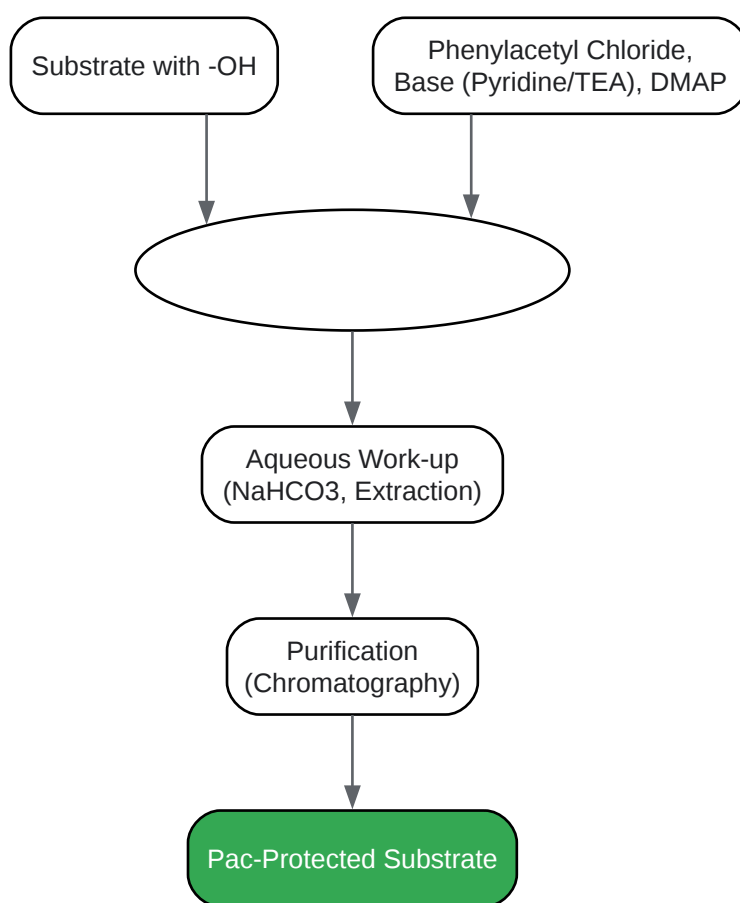 Substrate with -OH
Phenylacetyl Chloride,
Base (Pyridine/TEA), DMAP
Aqueous Work-up
(NaHCO3, Extraction)
Purification
(Chromatography)
Pac-Protected Substrate